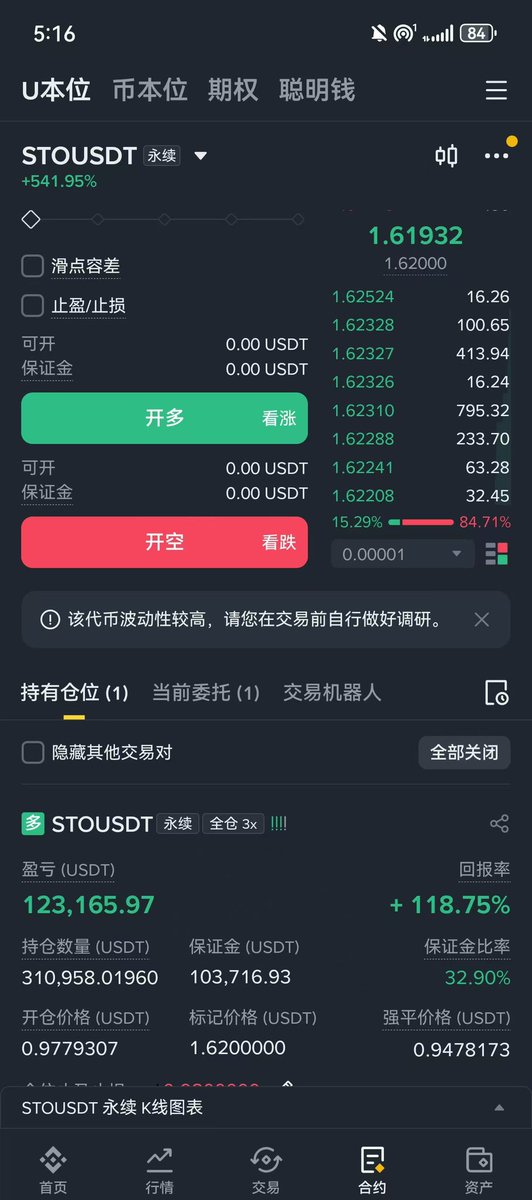 5:16 84
U本位 币本位 期权 聪明钱
STOUSDT 永续
+541.95%
1.61932
1.62000
滑点容差
止盈/止损
可开 0.00 USDT
保证金 0.00 USDT
开多 看涨
可开 0.00 USDT
保证金 0.00 USDT
开空 看跌
1.62524 16.26
1.62328 100.65
1.62327 413.94
1.62326 16.24
1.62310 795.32
1.62288 233.70
1.62241 63.28
1.62208 32.45
15.29% 84.71%
0.00001
该代币波动性较高，请您在交易前自行做好调研。
持有仓位 (1) 当前委托 (1) 交易机器人
隐藏其他交易对 全部关闭
多 STOUSDT 永续 全仓 3x !!!!
盈亏 (USDT) 回报率
123,165.97 + 118.75%
持仓数量 (USDT) 保证金 (USDT) 保证金比率
310,958.01960 103,716.93 32.90%
开仓价格 (USDT) 标记价格 (USDT) 强平价格 (USDT)
0.9779307 1.6200000 0.9478173
STOUSDT 永续 K线图表
首页 行情 交易 合约 资产